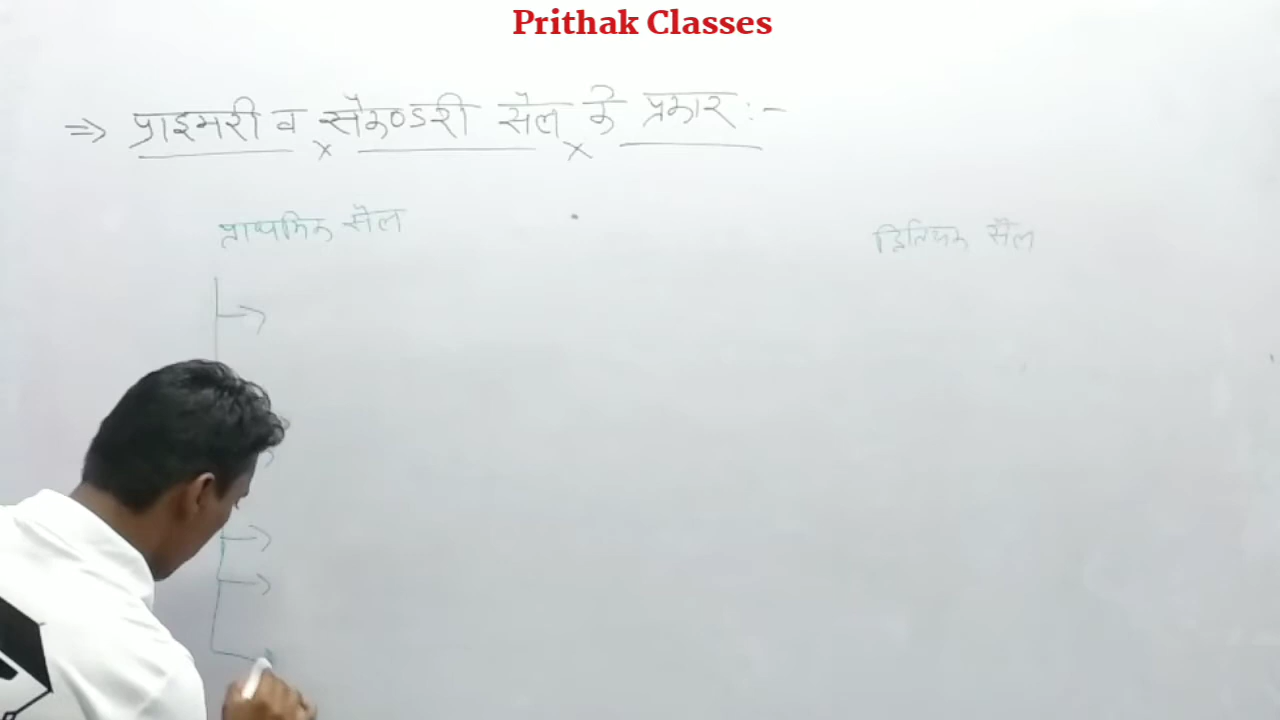 Prithak Classes
⇒ प्राइमरी व सैकण्डरी सैल के प्रकार :-
प्राथमिक सैल
द्वितियक सैल